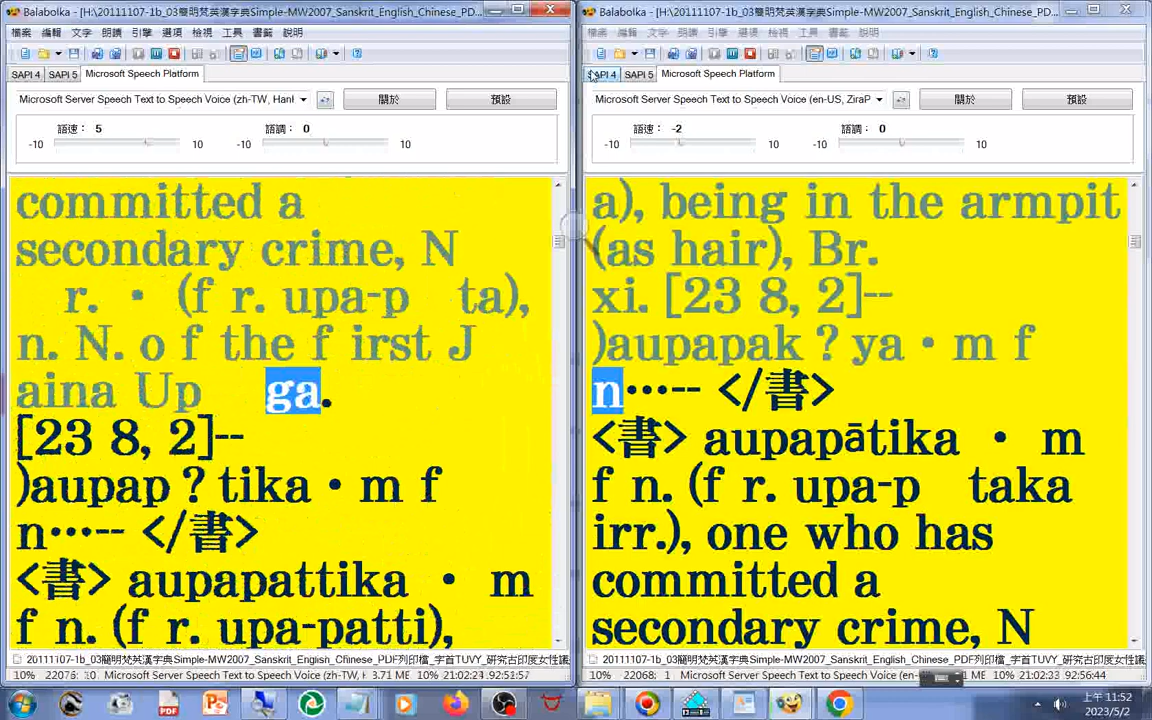 Balabolka - [H:\20111107-1b_03簡明梵英漢字典Simple-MW2007_Sanskrit_English_Chinese_PD...
檔案 編輯 文字 朗讀 引擎 選項 檢視 工具 書籤 說明
SAPI 4 SAPI 5 Microsoft Speech Platform
Microsoft Server Speech Text to Speech Voice (zh-TW, Hanl 關於 預設
語速： 5 語調： 0
-10 10 -10 10
committed a
secondary crime, N
r. • (f r. upa-p ta),
n. N. o f the f irst J
aina Up ga.
[23 8, 2]--
)aupap？tika • m f
n…-- </書>
<書> aupapattika • m
f n. (f r. upa-patti),
20111107-1b_03簡明梵英漢字典Simple-MW2007_Sanskrit_English_Chinese_PDF列印檔_字首TUVY_研究古印度女性議
10% 22076: 10 Microsoft Server Speech Text to Speech Voice (zh-TW, H 3.71 MB 10% 21:02:24
Balabolka - [H:\20111107-1b_03簡明梵英漢字典Simple-MW2007_Sanskrit_English_Chinese_PDF...
檔案 編輯 文字 朗讀 引擎 選項 檢視 工具 書籤 說明
SAPI 4 SAPI 5 Microsoft Speech Platform
Microsoft Server Speech Text to Speech Voice (en-US, ZiraP 關於 預設
語速： -2 語調： 0
-10 10 -10 10
a), being in the armpit
(as hair), Br.
xi. [23 8, 2]--
)aupapak？ya • m f
n…-- </書>
<書> aupapātika • m
f n. (f r. upa-p taka
irr.), one who has
committed a
secondary crime, N
20111107-1b_03簡明梵英漢字典Simple-MW2007_Sanskrit_English_Chinese_PDF列印檔_字首TUVY_研究古印度女性議
10% 22068: 1 Microsoft Server Speech Text to Speech Voice (en-US 10% 21:02:19 92:56:44
上午 11:52
2023/5/2